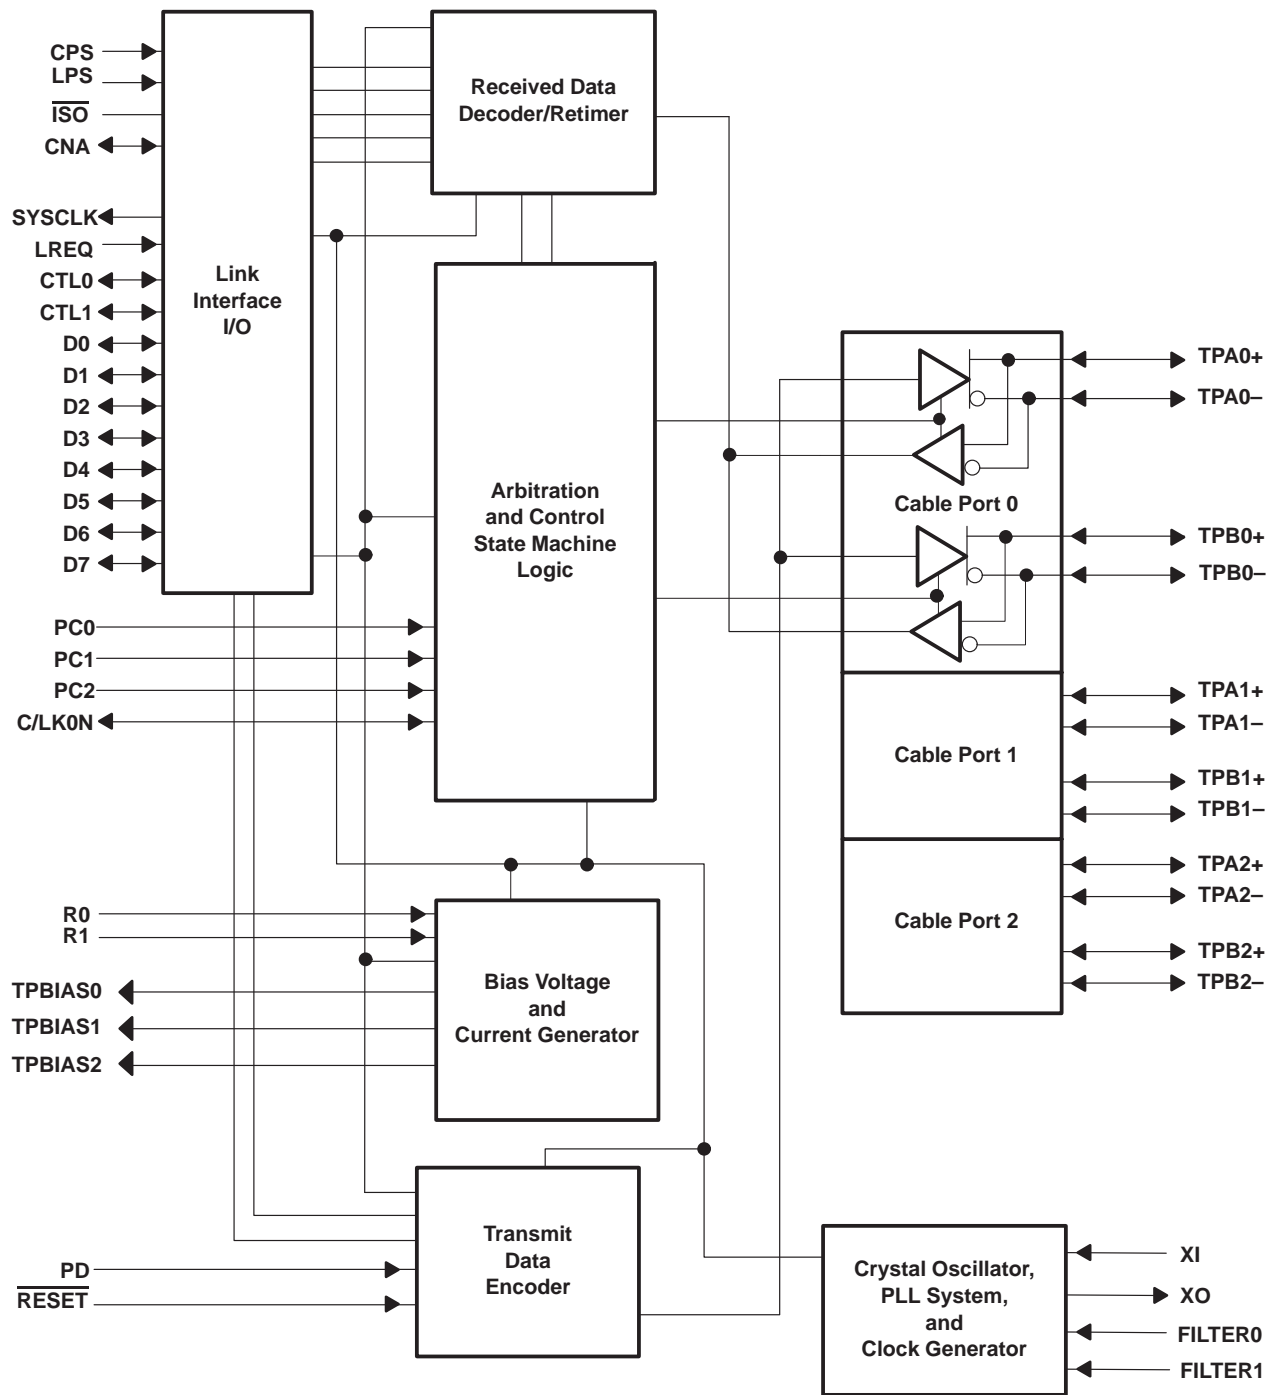 CPS
LPS
ISO
CNA
SYSCLK
LREQ
CTL0
CTL1
D0
D1
D2
D3
D4
D5
D6
D7
PC0
PC1
PC2
C/LK0N
R0
R1
TPBIAS0
TPBIAS1
TPBIAS2
PD
RESET
Link
Interface
I/O
Received Data
Decoder/Retimer
Arbitration
and Control
State Machine
Logic
Bias Voltage
and
Current Generator
Transmit
Data
Encoder
Cable Port 0
Cable Port 1
Cable Port 2
Crystal Oscillator,
PLL System,
and
Clock Generator
TPA0+
TPA0–
TPB0+
TPB0–
TPA1+
TPA1–
TPB1+
TPB1–
TPA2+
TPA2–
TPB2+
TPB2–
XI
XO
FILTER0
FILTER1